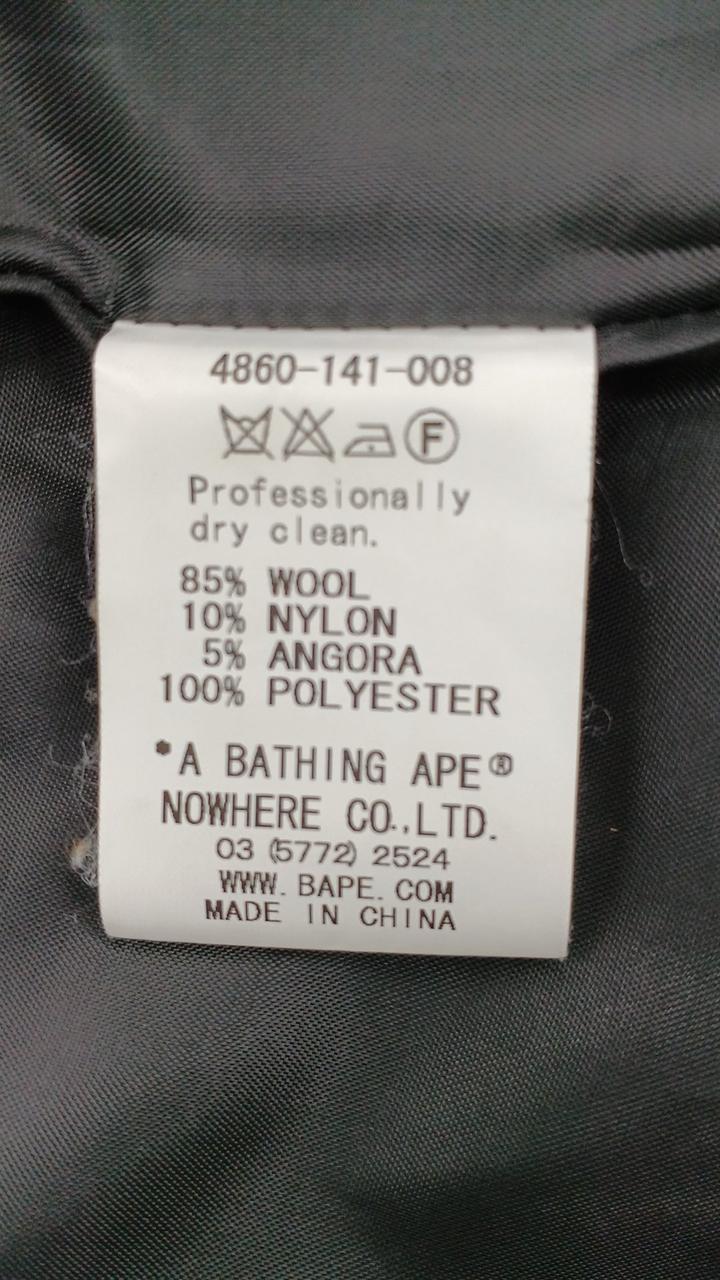 4860-141-008
F
Professionally
dry clean.
85% WOOL
10% NYLON
5% ANGORA
100% POLYESTER
*A BATHING APE®
NOWHERE CO.,LTD.
03 (5772) 2524
WWW. BAPE. COM
MADE IN CHINA